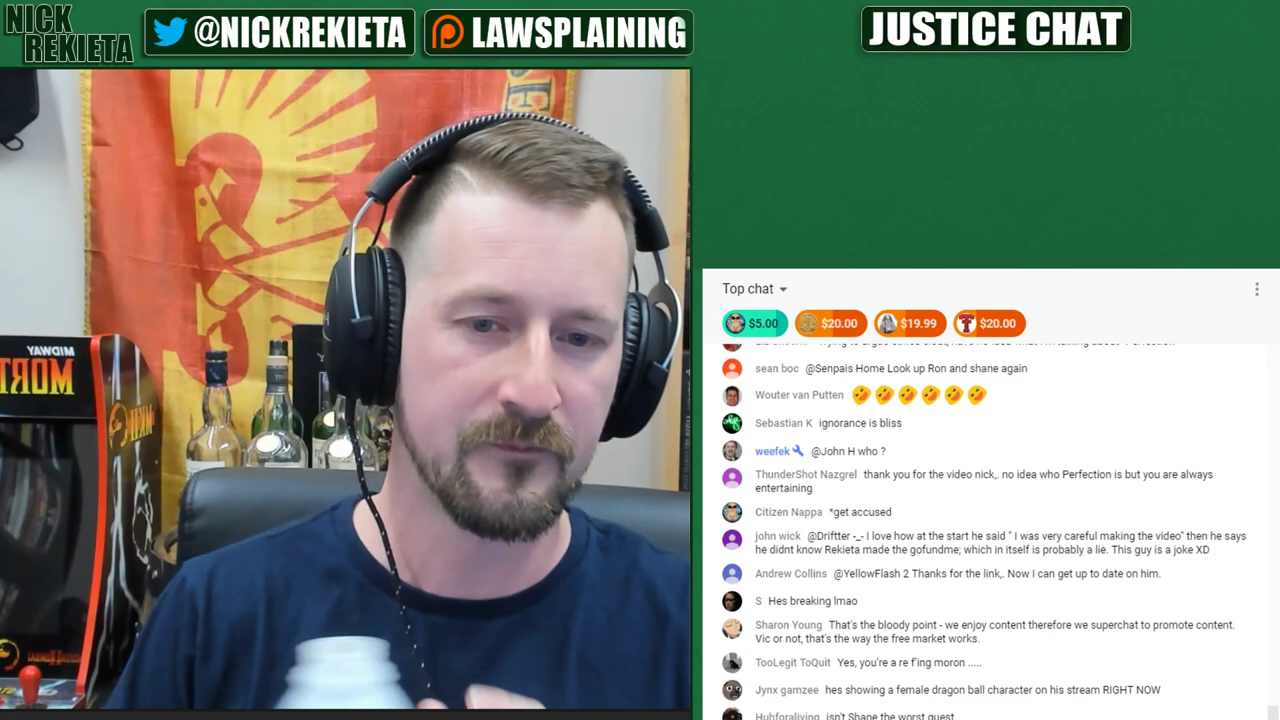 NICK
REKIETA
@NICKREKIETA
LAWSPLAINING
JUSTICE CHAT
MIDWAY
MORT
Top chat
$5.00
$20.00
$19.99
$20.00
sean boc @Senpais Home Look up Ron and shane again
Wouter van Putten
Sebastian K ignorance is bliss
weefek @John H who ?
ThunderShot Nazgrel thank you for the video nick,. no idea who Perfection is but you are always
entertaining
Citizen Nappa *get accused
john wick @Driftter -_- I love how at the start he said " I was very careful making the video" then he says
he didnt know Rekieta made the gofundme; which in itself is probably a lie. This guy is a joke XD
Andrew Collins @YellowFlash 2 Thanks for the link,. Now I can get up to date on him.
S Hes breaking lmao
Sharon Young That's the bloody point - we enjoy content therefore we superchat to promote content.
Vic or not, that's the way the free market works.
TooLegit ToQuit Yes, you're a re f'ing moron .....
Jynx gamzee hes showing a female dragon ball character on his stream RIGHT NOW
Huhforaliving isn't Shane the worst guest